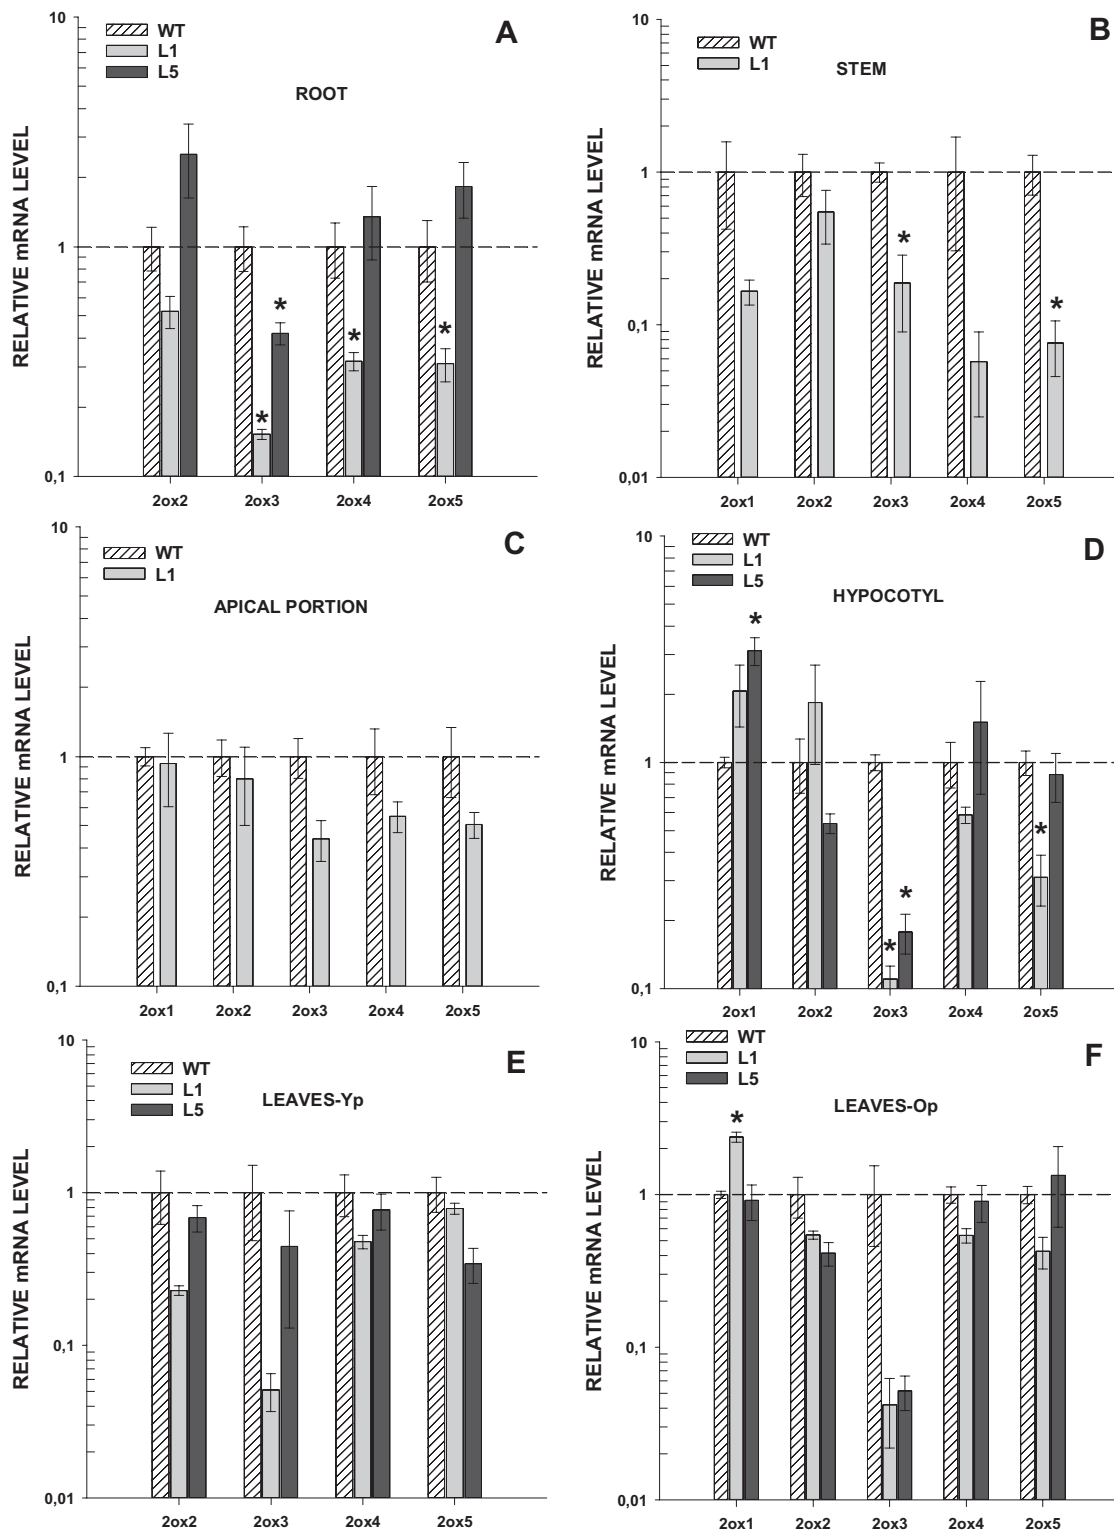 A
WT
L1
L5
ROOT
RELATIVE mRNA LEVEL
10
1
0,1
2ox2 2ox3 2ox4 2ox5
B
WT
L1
STEM
RELATIVE mRNA LEVEL
10
1
0,1
0,01
* *
2ox1 2ox2 2ox3 2ox4 2ox5
C
WT
L1
APICAL PORTION
RELATIVE mRNA LEVEL
10
1
0,1
2ox1 2ox2 2ox3 2ox4 2ox5
D
WT
L1
L5
HYPOCOTYL
RELATIVE mRNA LEVEL
10
1
0,1
2ox1 2ox2 2ox3 2ox4 2ox5
E
WT
L1
L5
LEAVES-Yp
RELATIVE mRNA LEVEL
10
1
0,1
0,01
2ox2 2ox3 2ox4 2ox5
F
WT
L1
L5
LEAVES-Op
RELATIVE mRNA LEVEL
10
1
0,1
0,01
2ox1 2ox2 2ox3 2ox4 2ox5